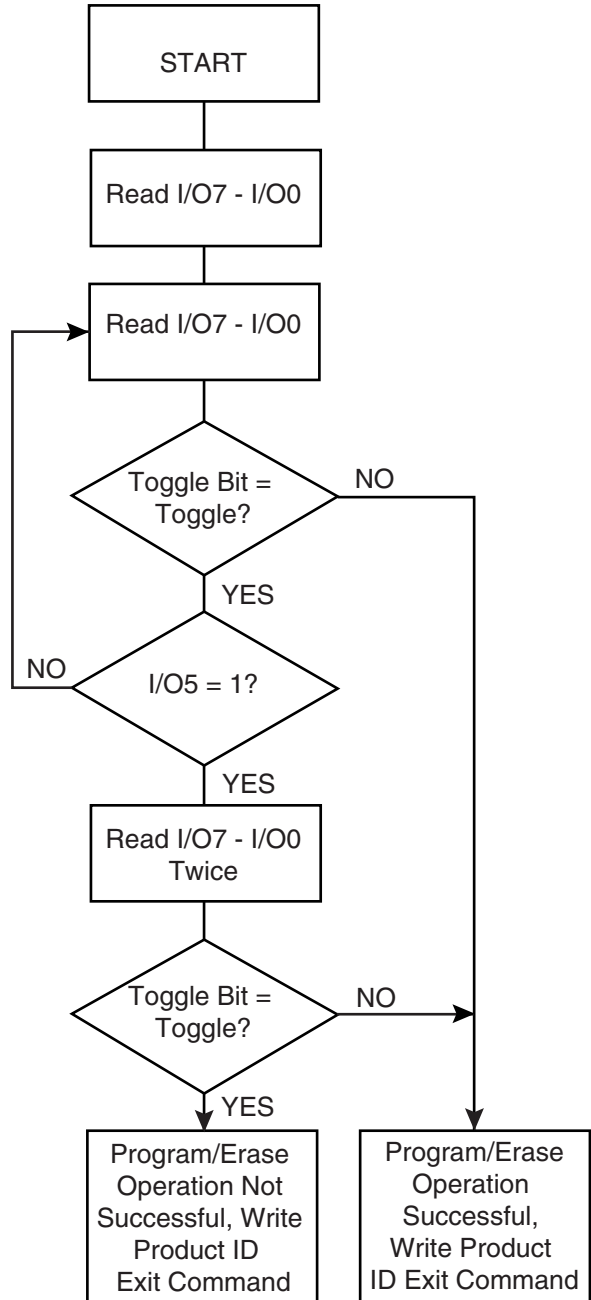 START
Read I/O7 - I/O0
Read I/O7 - I/O0
Toggle Bit =
Toggle?
NO
YES
NO
I/O5 = 1?
YES
Read I/O7 - I/O0
Twice
Toggle Bit =
Toggle?
NO
YES
Program/Erase
Operation Not
Successful, Write
Product ID
Exit Command
Program/Erase
Operation
Successful,
Write Product
ID Exit Command